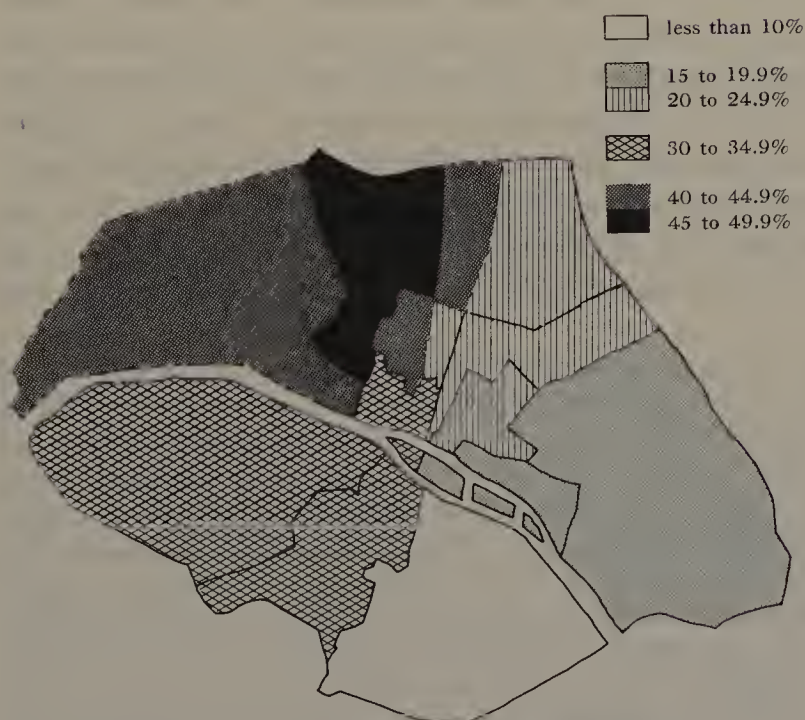 less than 10%
15 to 19.9%
20 to 24.9%
30 to 34.9%
40 to 44.9%
45 to 49.9%